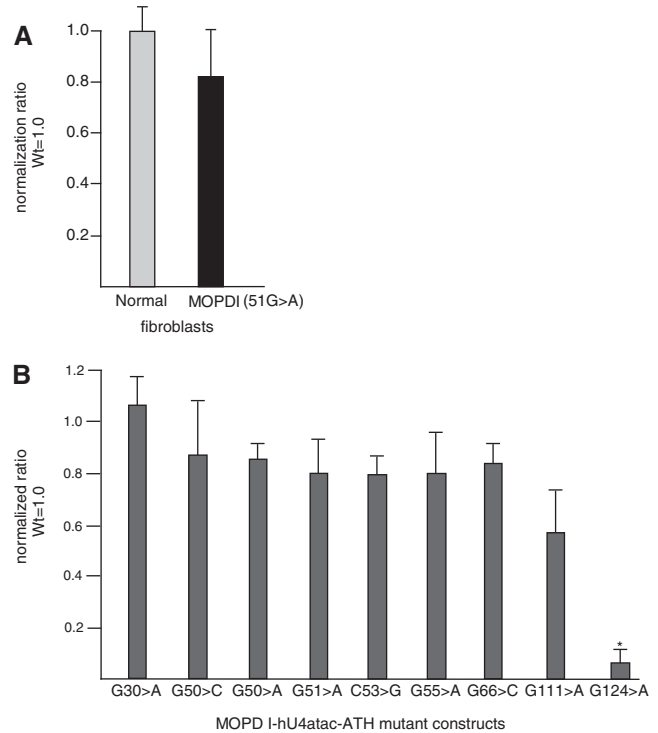 A
normalization ratio
Wt=1.0
1.0
0.8
0.6
0.4
0.2
Normal MOPDI (51G>A)
fibroblasts
B
normalized ratio
Wt=1.0
1.2
1.0
0.8
0.6
0.4
0.2
*
G30>A G50>C G50>A G51>A C53>G G55>A G66>C G111>A G124>A
MOPD I-hU4atac-ATH mutant constructs